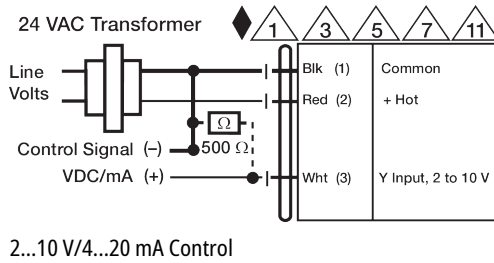 24 VAC Transformer
1 3 5 7 11
Line
Volts
Blk (1) Common
Red (2) + Hot
Ω
500 Ω
Control Signal (–)
VDC/mA (+)
Wht (3) Y Input, 2 to 10 V
2...10 V/4...20 mA Control